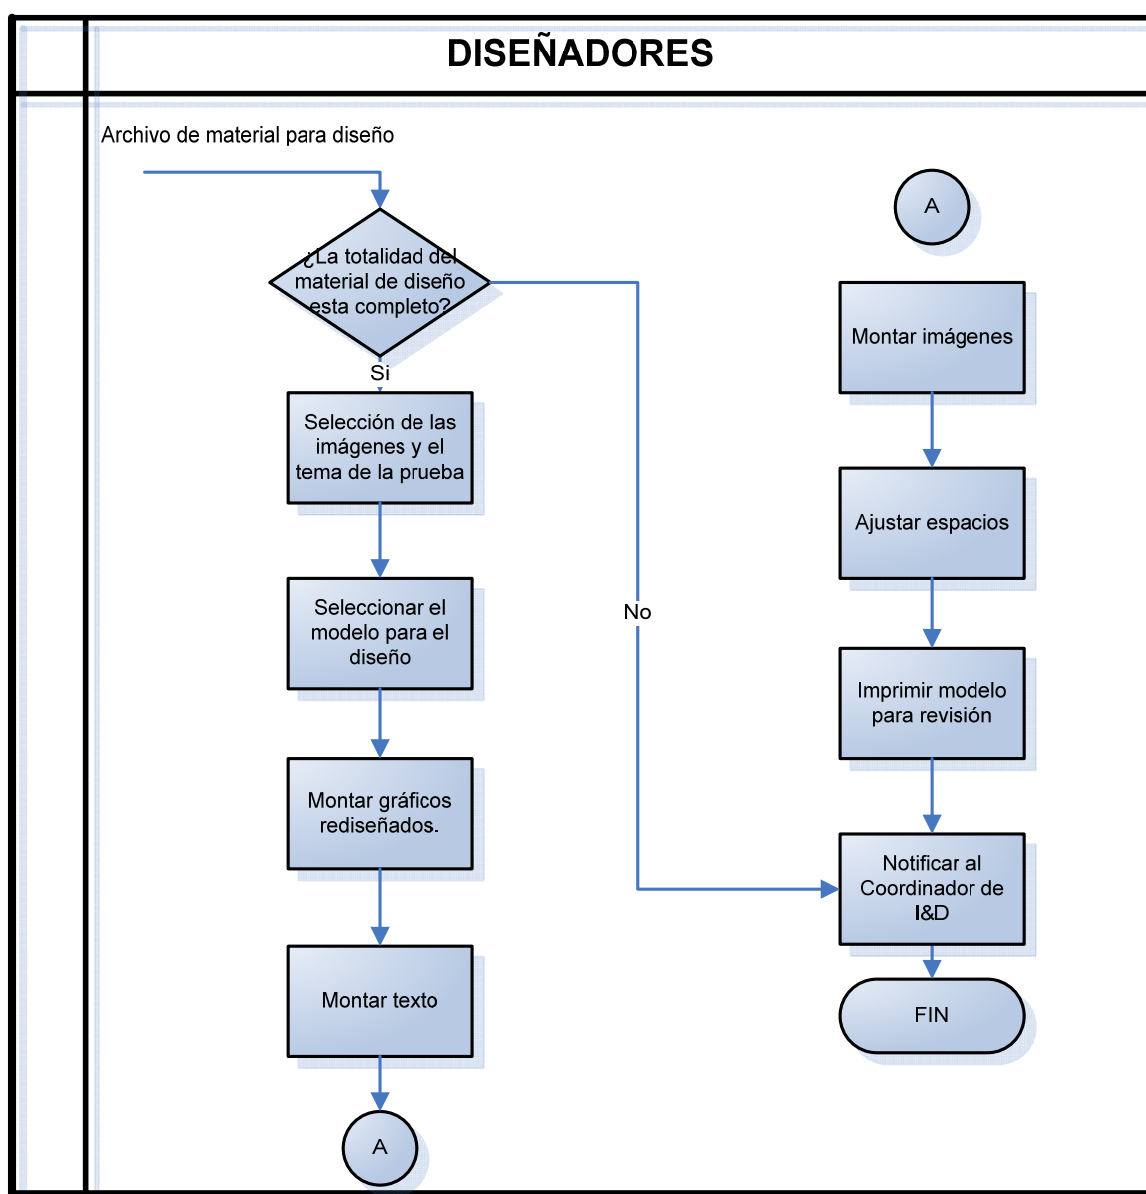 DISEÑADORES
Archivo de material para diseño
¿La totalidad del
material de diseño
esta completo?
Si
Selección de las
imágenes y el
tema de la prueba
Seleccionar el
modelo para el
diseño
Montar gráficos
rediseñados.
Montar texto
A
No
A
Montar imágenes
Ajustar espacios
Imprimir modelo
para revisión
Notificar al
Coordinador de
I&D
FIN